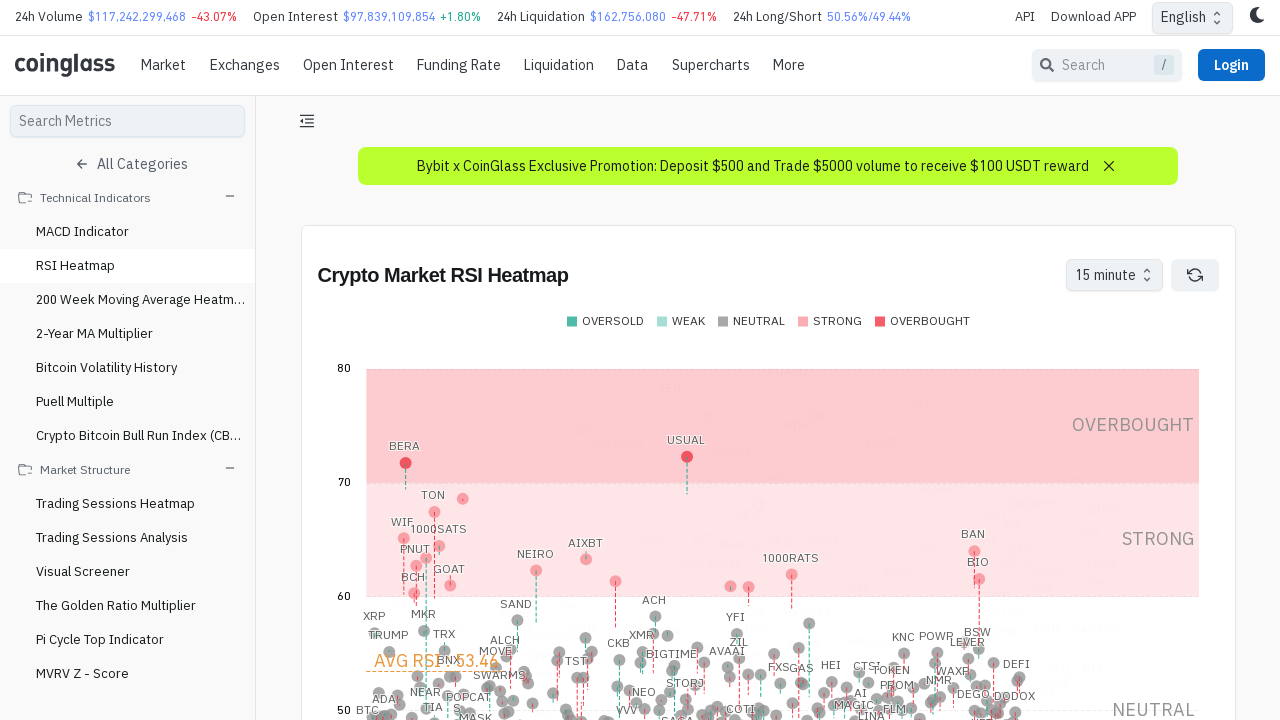 24h Volume $117,242,299,468 -43.07% Open Interest $97,839,109,854 +1.80% 24h Liquidation $162,756,080 -47.71% 24h Long/Short 50.56%/49.44% API Download APP English
coinglass Market Exchanges Open Interest Funding Rate Liquidation Data Supercharts More Search / Login
Search Metrics
All Categories
Technical Indicators
MACD Indicator
RSI Heatmap
200 Week Moving Average Heatm...
2-Year MA Multiplier
Bitcoin Volatility History
Puell Multiple
Crypto Bitcoin Bull Run Index (CB...
Market Structure
Trading Sessions Heatmap
Trading Sessions Analysis
Visual Screener
The Golden Ratio Multiplier
Pi Cycle Top Indicator
MVRV Z - Score
Bybit x CoinGlass Exclusive Promotion: Deposit $500 and Trade $5000 volume to receive $100 USDT reward
Crypto Market RSI Heatmap
15 minute
OVERSOLD WEAK NEUTRAL STRONG OVERBOUGHT
80
OVERBOUGHT
USUAL
BERA
70
TON
WIF
1000SATS
BAN
STRONG
AIXBT
PNUT
NEIRO
1000RATS
BIO
GOAT
BCH
60
ACH
SAND
MKR
XRP
YFI
TRUMP
TRX
XMR
BSW
KNC
POWR
ALCH
CKB
ZIL
LEVER
MOVE
BIGTIME
AVAAI
AVG RSI : 53.46
BNX
TST
FXS
GAS
HEI
CTSI
DEFI
TOKEN
WAXP
SWARMS
STORJ
PROM
NMR
NEAR
NEO
AI
DEGO
DODOX
ADA
POPCAT
MAGIC
BTC
TIA
COTI
FLM
50
NEUTRAL
MASK